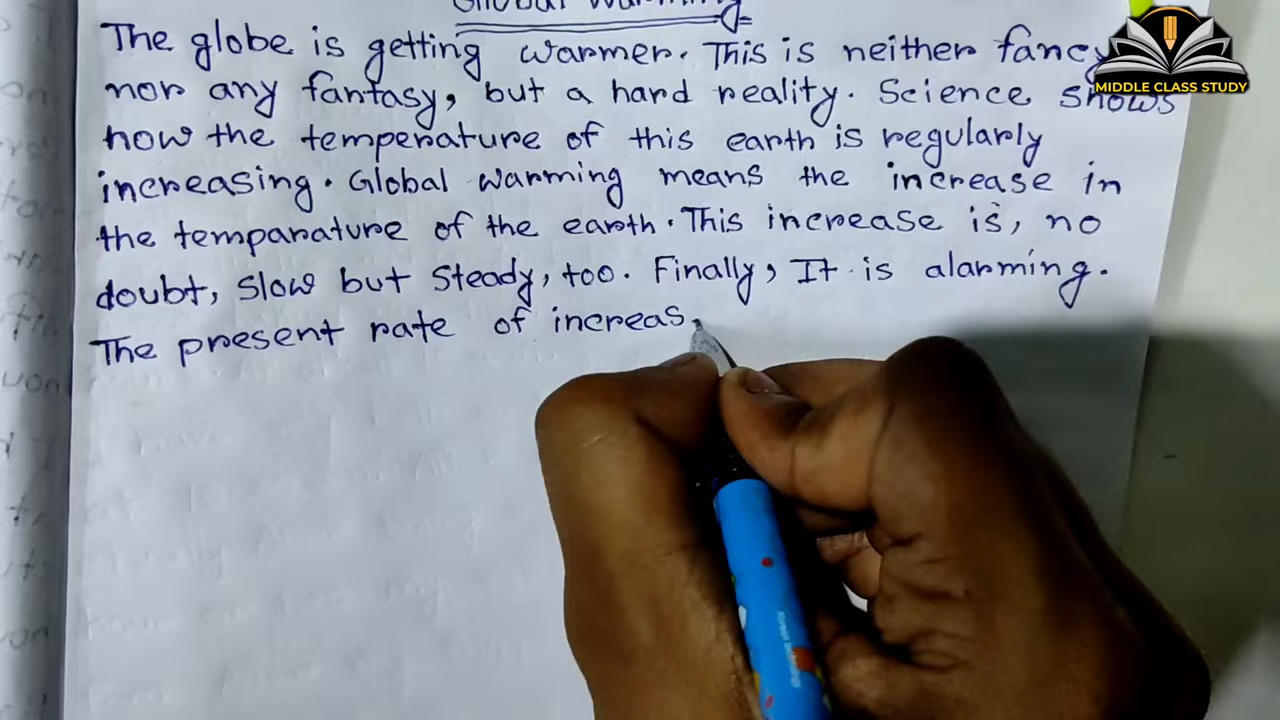 Global Warming
The globe is getting warmer. This is neither fancy
nor any fantasy, but a hard reality. Science shows
how the temperature of this earth is regularly
increasing. Global warming means the increase in
the temparature of the earth. This increase is, no
doubt, slow but steady, too. Finally, It is alarming.
The present rate of increas
MIDDLE CLASS STUDY